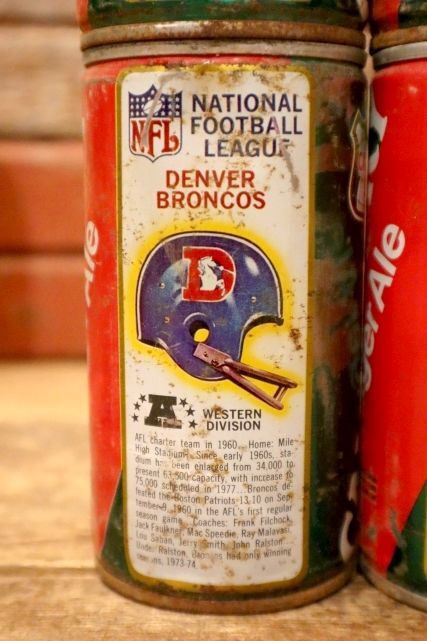 NFL
NATIONAL
FOOTBALL
LEAGUE
DENVER
BRONCOS
D
A
WESTERN
DIVISION
AFL charter team in 1960. Home: Mile
High Stadium. Since early 1960s, sta-
dium has been enlarged from 34,000 to
present 63,500 capacity, with increase to
75,000 scheduled in 1977...Broncos de-
feated the Boston Patriots 13-10 on Sep-
tember 9, 1960 in the AFL's first regular
season game. Coaches: Frank Filchock,
Jack Faulkner, Mac Speedie, Ray Malavasi,
Lou Saban, Jerry Smith, John Ralston.
Under Ralston, Broncos had only winning
1973-74.
Ale
ger Ale